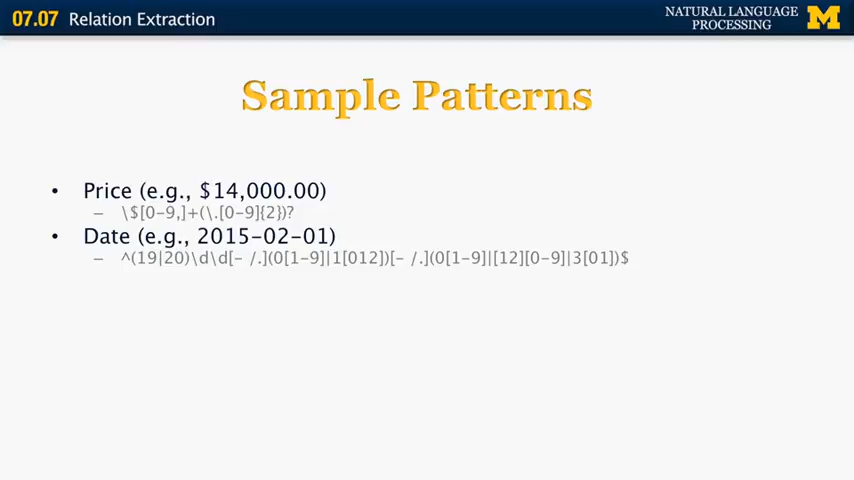 07.07 Relation Extraction
NATURAL LANGUAGE
PROCESSING
M
Sample Patterns
• Price (e.g., $14,000.00)
– \$[0-9,]+(\.[0-9]{2})?
• Date (e.g., 2015-02-01)
– ^(19|20)\d\d[- /.](0[1-9]|1[012])[- /.](0[1-9]|[12][0-9]|3[01])$